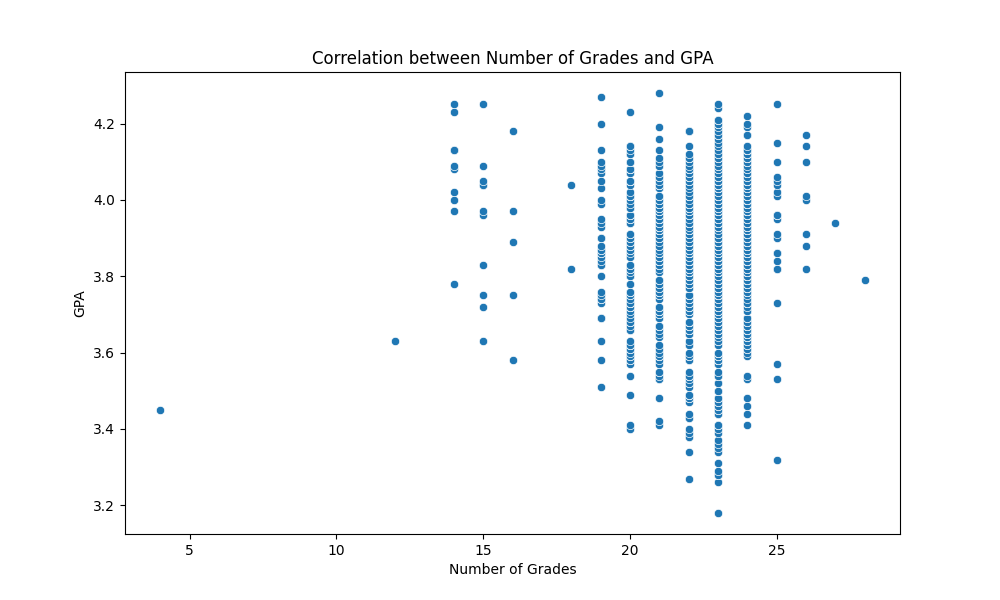 Correlation between Number of Grades and GPA
GPA
4.2
4.0
3.8
3.6
3.4
3.2
5 10 15 20 25
Number of Grades